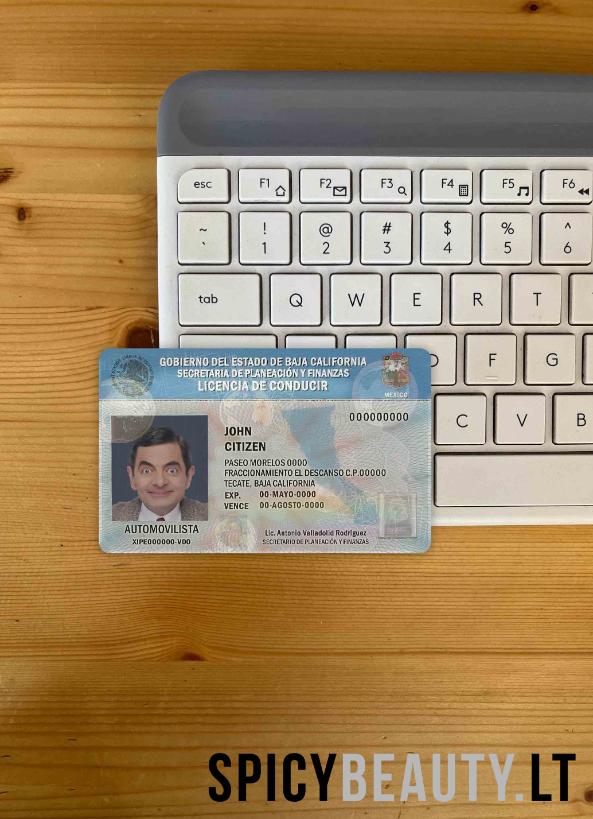 esc F1 F2 F3 F4 F5 F6
~ ! @ # $ % ^
` 1 2 3 4 5 6
tab Q W E R T
D F G
C V B
GOBIERNO DEL ESTADO DE BAJA CALIFORNIA
SECRETARIA DE PLANEACIÓN Y FINANZAS
LICENCIA DE CONDUCIR
MEXICO
000000000
JOHN
CITIZEN
PASEO MORELOS 0000
FRACCIONAMIENTO EL DESCANSO C.P.00000
TECATE, BAJA CALIFORNIA
EXP. 00-MAYO-0000
VENCE 00-AGOSTO-0000
AUTOMOVILISTA
XIPE000000-V00
Lic. Antonio Valladolid Rodríguez
SECRETARIO DE PLANEACIÓN Y FINANZAS
SPICYBEAUTY.LT